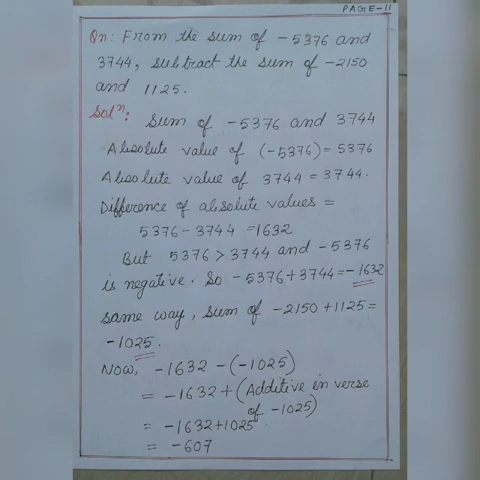 PAGE-11
Qn: From the sum of -5376 and
3744, subtract the sum of -2150
and 1125.
Solⁿ: Sum of -5376 and 3744
Absolute value of (-5376) = 5376
Absolute value of 3744 = 3744.
Difference of absolute values =
5376 - 3744 = 1632
But 5376 > 3744 and -5376
is negative. So -5376 + 3744 = -1632
same way, sum of -2150 + 1125 =
-1025.
Now, -1632 - (-1025)
= -1632 + (Additive in verse
of -1025)
= -1632 + 1025
= -607